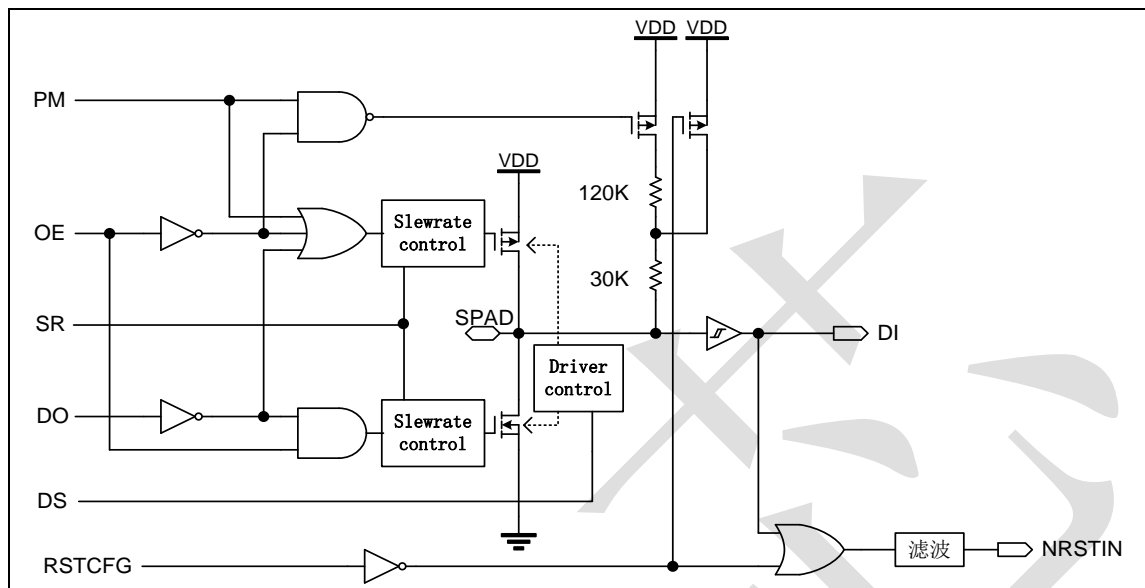 VDD
VDD
PM
VDD
120K
OE
Slewrate
control
30K
SR
SPAD
DI
Driver
control
DO
Slewrate
control
DS
RSTCFG
滤波
NRSTIN